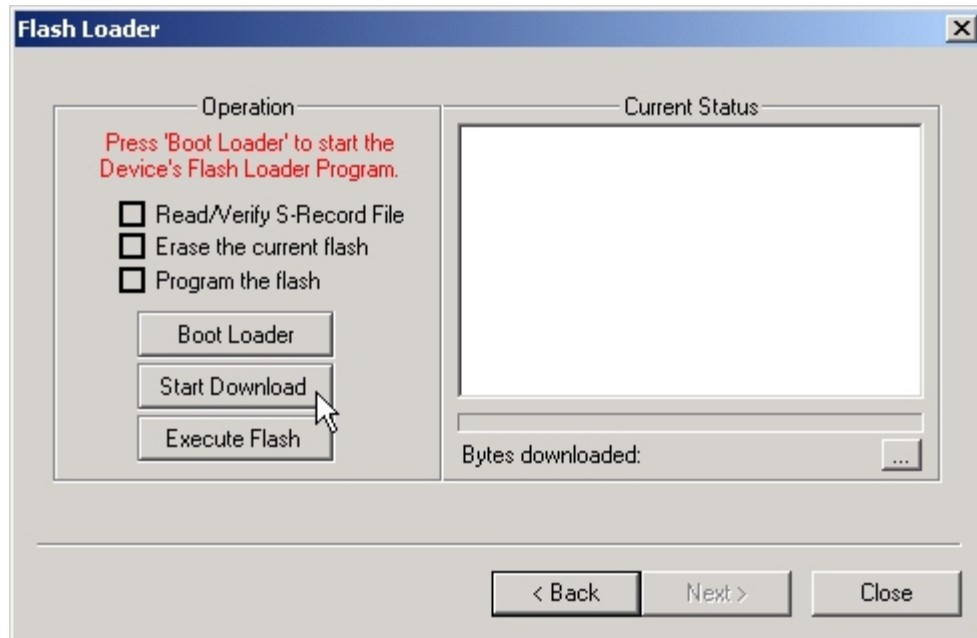 Flash Loader
Operation
Press 'Boot Loader' to start the
Device's Flash Loader Program.
Read/Verify S-Record File
Erase the current flash
Program the flash
Boot Loader
Start Download
Execute Flash
Current Status
Bytes downloaded:
...
< Back
Next >
Close